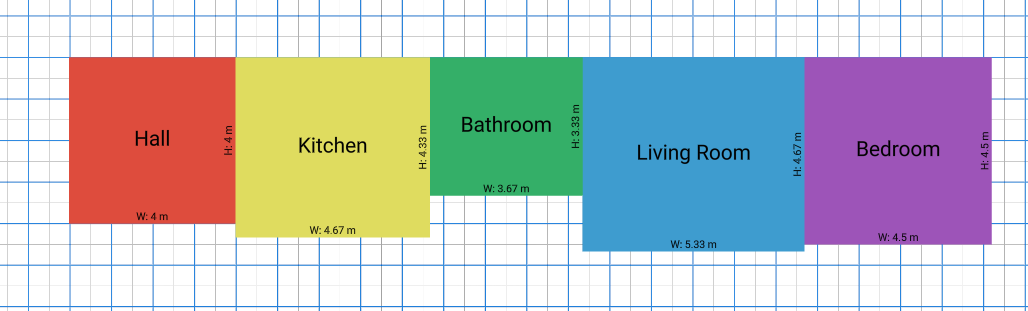 Hall
H: 4 m
W: 4 m
Kitchen
H: 4.33 m
W: 4.67 m
Bathroom
H: 3.33 m
W: 3.67 m
Living Room
H: 4.67 m
W: 5.33 m
Bedroom
H: 4.5 m
W: 4.5 m